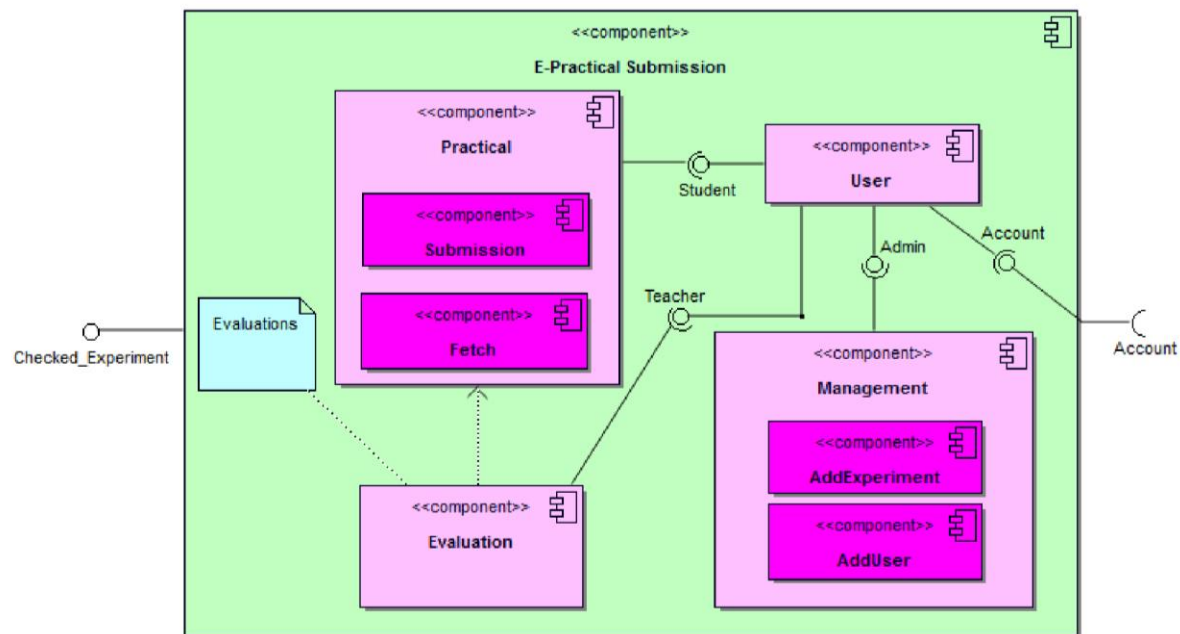 <<component>>
E-Practical Submission
<<component>>
Practical
<<component>>
User
Student
<<component>>
Submission
Account
Admin
Teacher
Evaluations
<<component>>
Fetch
Checked_Experiment
Account
<<component>>
Management
<<component>>
AddExperiment
<<component>>
Evaluation
<<component>>
AddUser